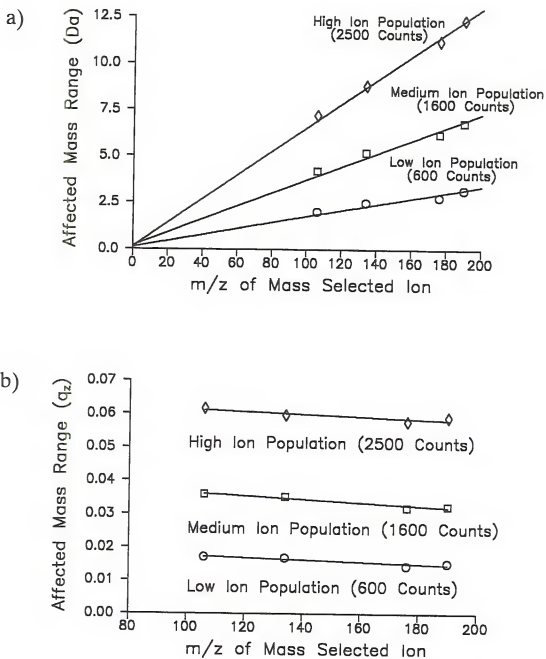 a)
Affected Mass Range (Da)
12.5
10.0
7.5
5.0
2.5
0.0
High Ion Population
(2500 Counts)
Medium Ion Population
(1600 Counts)
Low Ion Population
(600 Counts)
0 20 40 60 80 100 120 140 160 180 200
m/z of Mass Selected Ion
b)
Affected Mass Range (qz)
0.07
0.06
0.05
0.04
0.03
0.02
0.01
0.00
High Ion Population (2500 Counts)
Medium Ion Population (1600 Counts)
Low Ion Population (600 Counts)
80 100 120 140 160 180 200
m/z of Mass Selected Ion